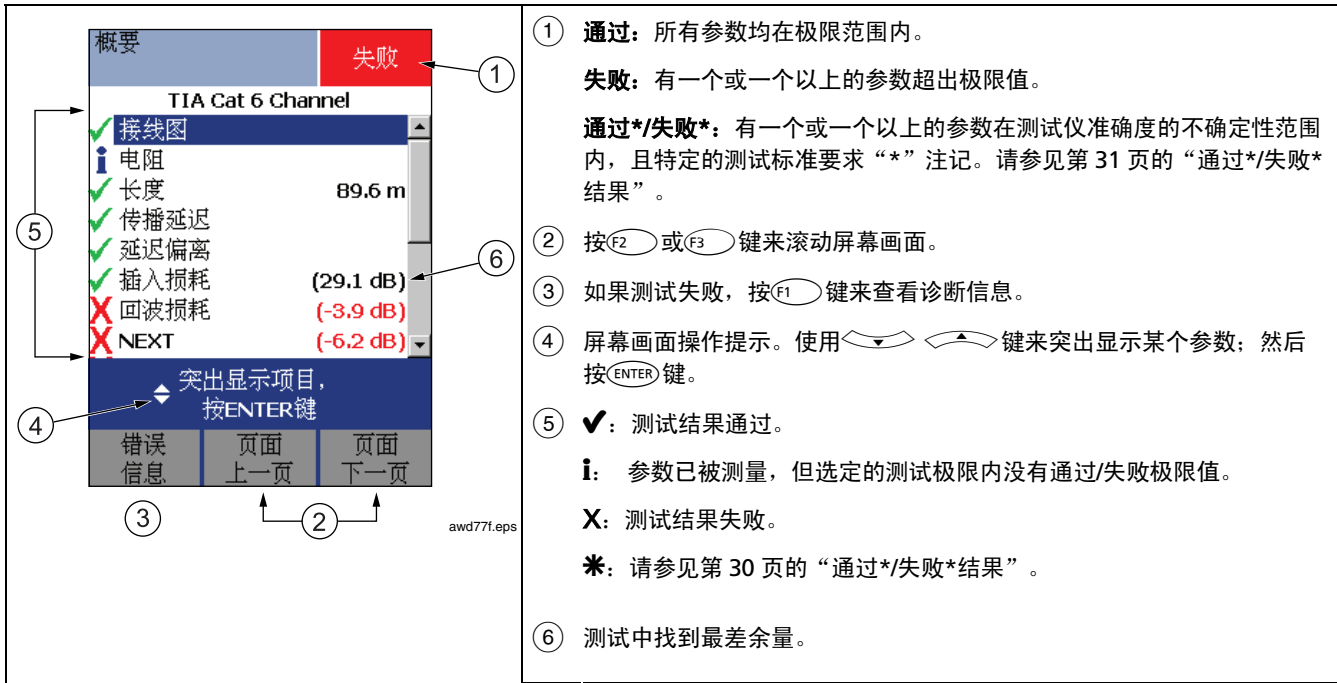 概要
失败
TIA Cat 6 Channel
接线图
i 电阻
长度 89.6 m
传播延迟
延迟偏离
插入损耗 (29.1 dB)
X 回波损耗 (-3.9 dB)
X NEXT (-6.2 dB)
突出显示项目，
按ENTER键
错误
信息
页面
上一页
页面
下一页
1
5
6
4
3
2
awd77f.eps
1 通过：所有参数均在极限范围内。
失败：有一个或一个以上的参数超出极限值。
通过*/失败*：有一个或一个以上的参数在测试仪准确度的不确定性范围
内，且特定的测试标准要求“*”注记。请参见第 31 页的“通过*/失败*
结果”。
2 按F2或F3键来滚动屏幕画面。
3 如果测试失败，按F1键来查看诊断信息。
4 屏幕画面操作提示。使用 键来突出显示某个参数；然后
按ENTER键。
5 ✔：测试结果通过。
i： 参数已被测量，但选定的测试极限内没有通过/失败极限值。
X：测试结果失败。
*：请参见第 30 页的“通过*/失败*结果”。
6 测试中找到最差余量。